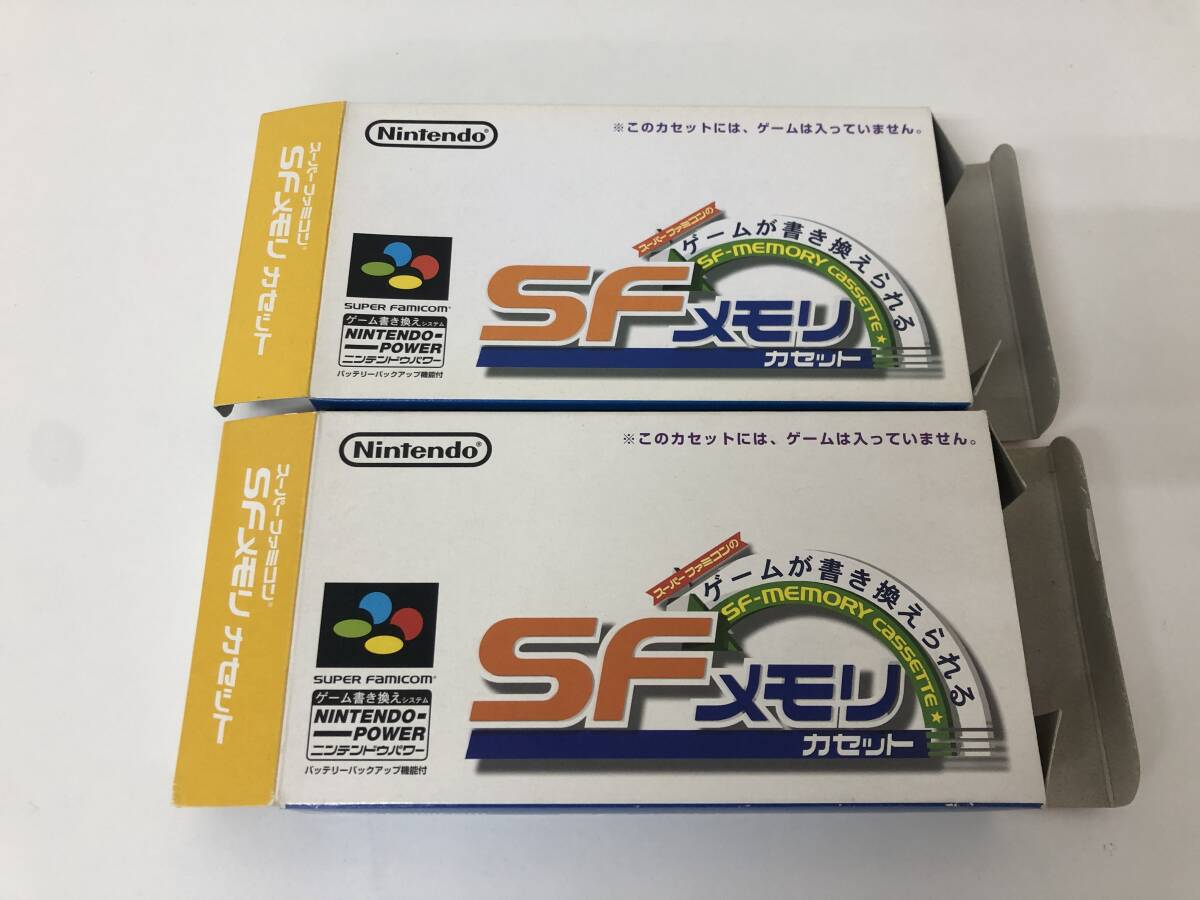 スーパーファミコン
SFメモリ カセット
Nintendo®
※このカセットには、ゲームは入っていません。
スーパーファミコンの
ゲームが書き換えられる
SF-MEMORY CASSETTE★
SFメモリ
カセット
SUPER FAMICOM®
ゲーム書き換えシステム
NINTENDO-
POWER
ニンテンドウパワー
バッテリーバックアップ機能付
スーパーファミコン®
SFメモリ カセット
Nintendo®
※このカセットには、ゲームは入っていません。
スーパーファミコンの
ゲームが書き換えられる
SF-MEMORY CASSETTE★
SFメモリ
カセット
SUPER FAMICOM®
ゲーム書き換えシステム
NINTENDO-
POWER
ニンテンドウパワー
バッテリーバックアップ機能付